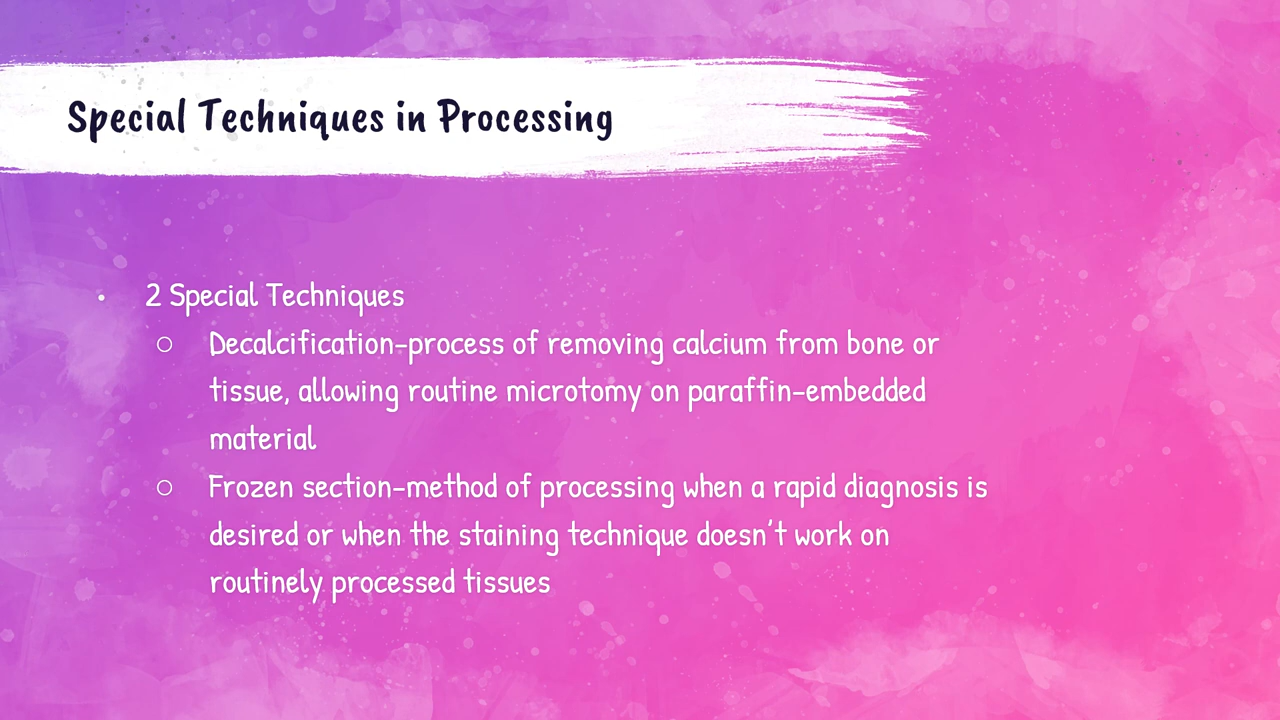 Special Techniques in Processing
• 2 Special Techniques
○ Decalcification-process of removing calcium from bone or
tissue, allowing routine microtomy on paraffin-embedded
material
○ Frozen section-method of processing when a rapid diagnosis is
desired or when the staining technique doesn't work on
routinely processed tissues